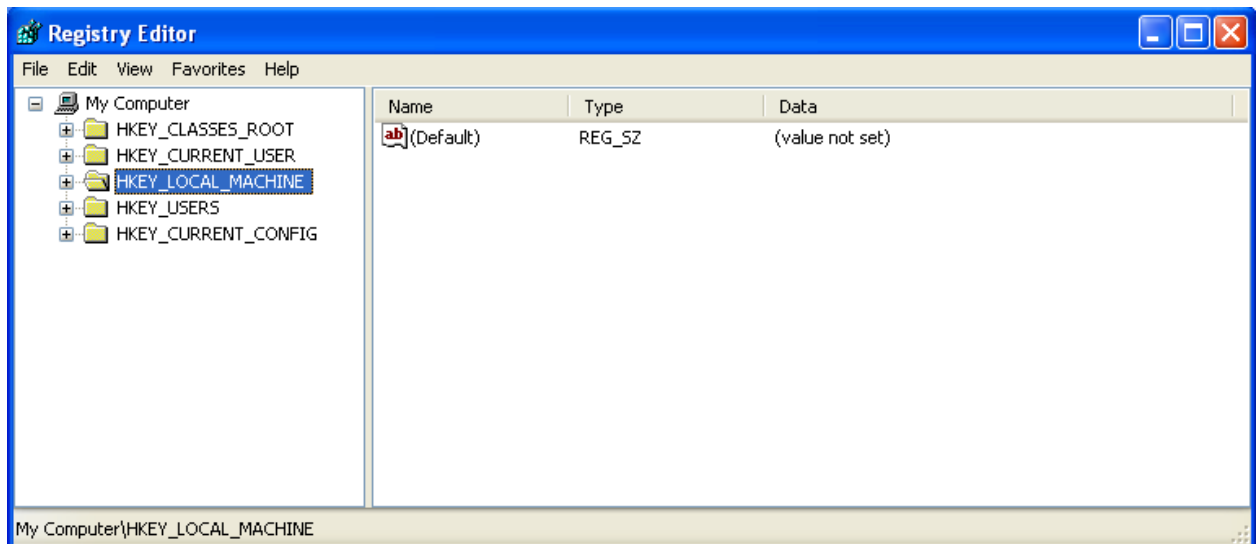 Registry Editor
File Edit View Favorites Help
My Computer
HKEY_CLASSES_ROOT
HKEY_CURRENT_USER
HKEY_LOCAL_MACHINE
HKEY_USERS
HKEY_CURRENT_CONFIG
Name Type Data
ab (Default) REG_SZ (value not set)
My Computer\HKEY_LOCAL_MACHINE